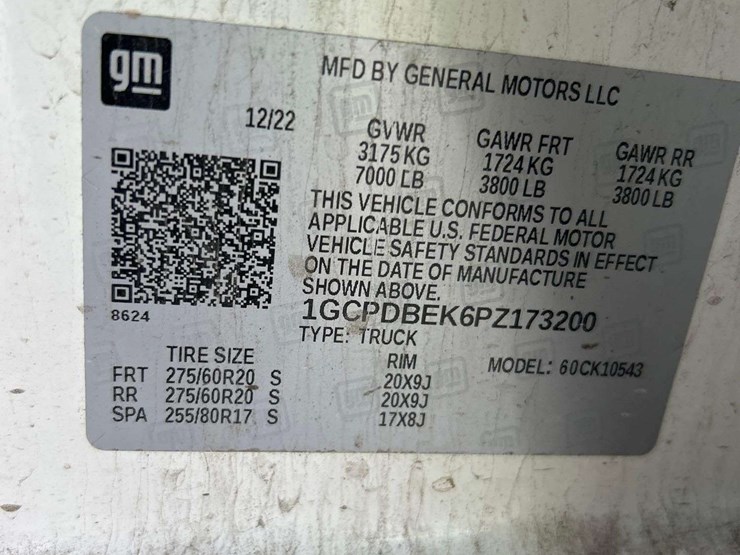 gm
MFD BY GENERAL MOTORS LLC
12/22
GVWR GAWR FRT GAWR RR
3175 KG 1724 KG 1724 KG
7000 LB 3800 LB 3800 LB
THIS VEHICLE CONFORMS TO ALL
APPLICABLE U.S. FEDERAL MOTOR
VEHICLE SAFETY STANDARDS IN EFFECT
ON THE DATE OF MANUFACTURE
SHOWN ABOVE.
8624
1GCPDBEK6PZ173200
TYPE: TRUCK
TIRE SIZE RIM MODEL: 60CK10543
FRT 275/60R20 S 20X9J
RR 275/60R20 S 20X9J
SPA 255/80R17 S 17X8J